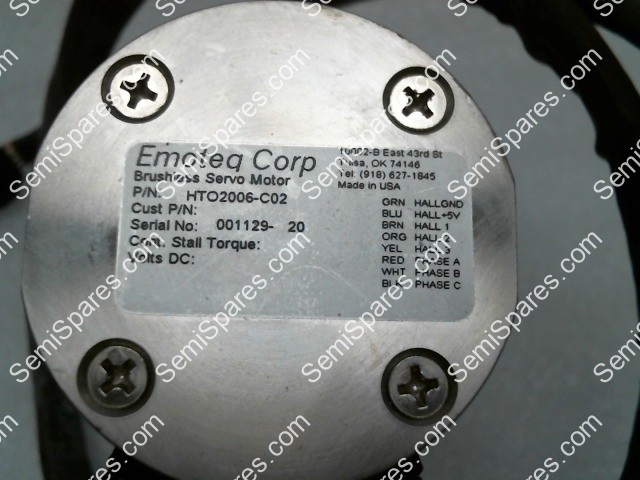 Emoteq Corp
Brushless Servo Motor
P/N: HTO2006-C02
Cust P/N:
Serial No: 001129- 20
Con. Stall Torque:
Volts DC:
East 43rd St
Tulsa, OK 74146
Tel: (918) 627-1845
Made in USA
GRN HALLGND
BLU HALL+5V
BRN HALL 1
ORG HALL
YEL HALL
RED PHASE A
WHT PHASE B
BLK PHASE C
SemiSpares.com